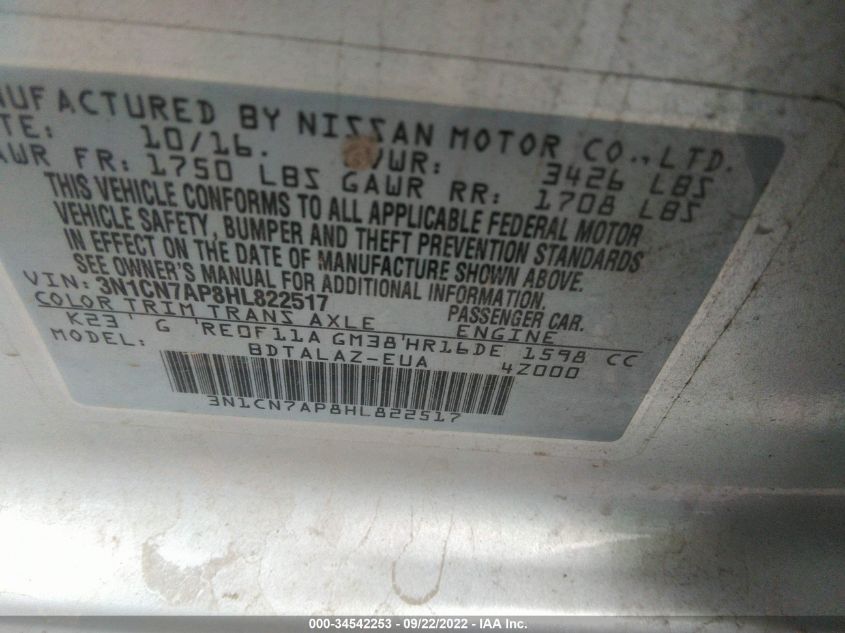 NUFACTURED BY NISSAN MOTOR CO., LTD.
TE: 10/16. GVWR: 3426 LBS
AWR FR: 1750 LBS GAWR RR: 1708 LBS
THIS VEHICLE CONFORMS TO ALL APPLICABLE FEDERAL MOTOR
VEHICLE SAFETY, BUMPER AND THEFT PREVENTION STANDARDS
IN EFFECT ON THE DATE OF MANUFACTURE SHOWN ABOVE.
SEE OWNER'S MANUAL FOR ADDITIONAL INFORMATION.
VIN: 3N1CN7AP8HL822517 PASSENGER CAR.
COLOR TRIM TRANS AXLE ENGINE
K23 G RE0F11A GM38 HR16DE 1598 CC
MODEL: BDTALAZ-EUA 4Z000
3N1CN7AP8HL822517
000-34542253 - 09/22/2022 - IAA Inc.